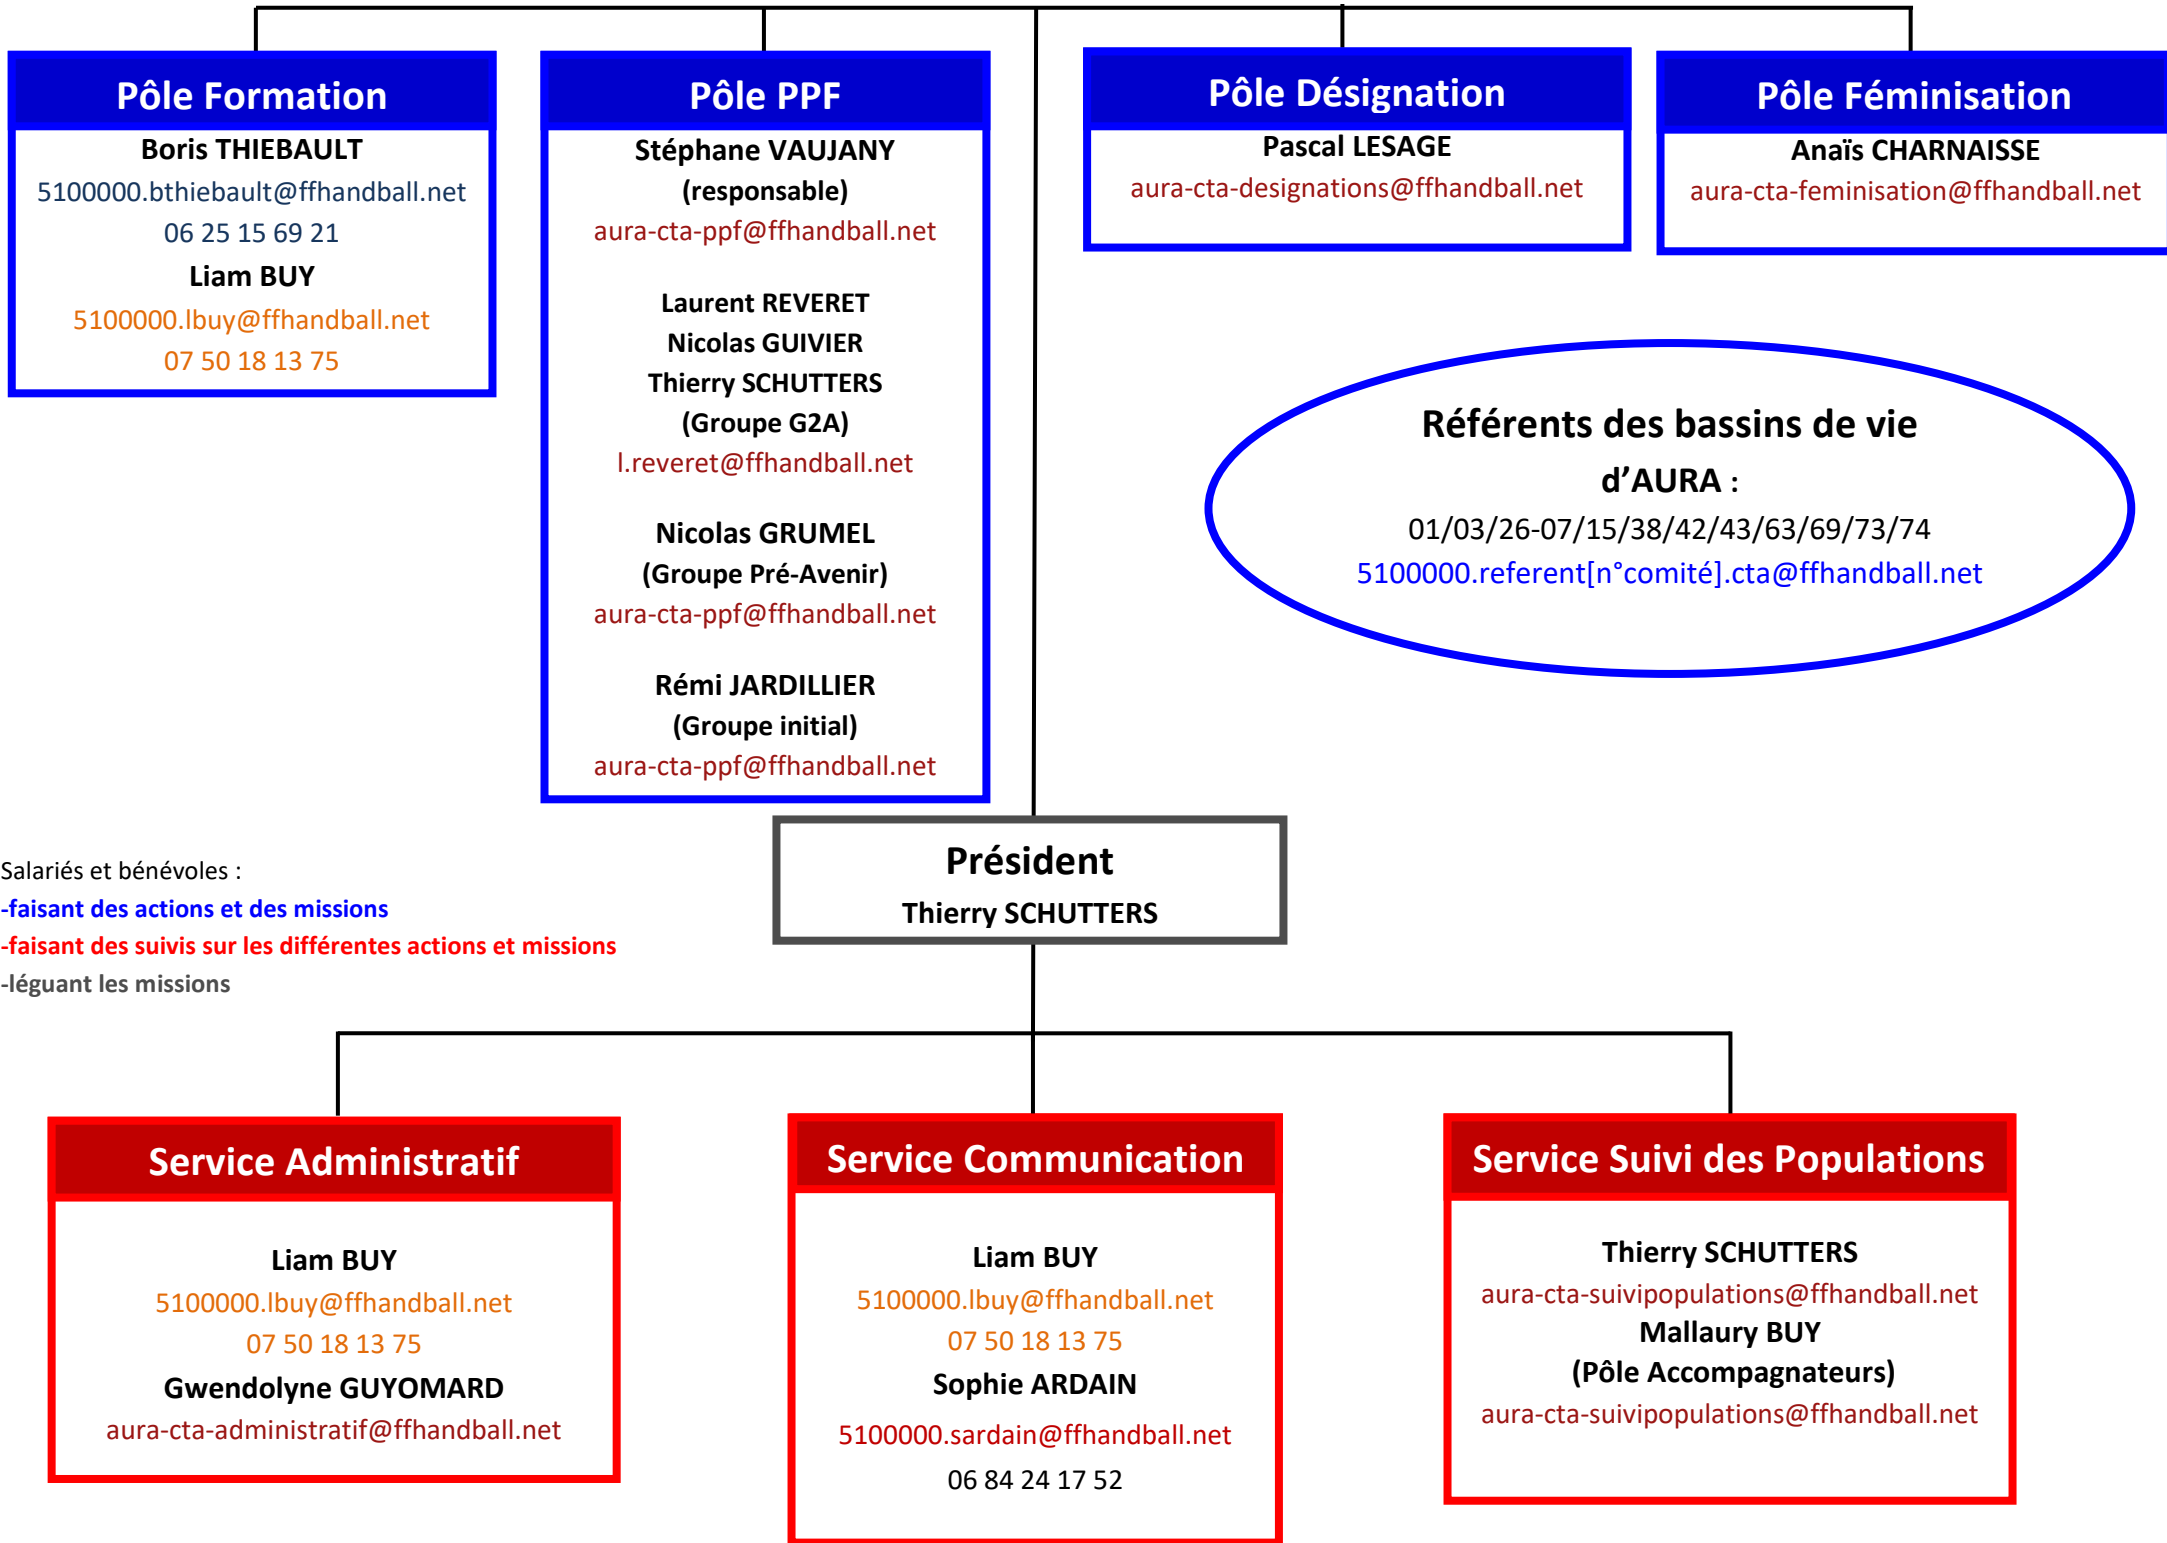 Pôle Formation
Boris THIEBAULT
5100000.bthiebault@ffhandball.net
06 25 15 69 21
Liam BUY
5100000.lbuy@ffhandball.net
07 50 18 13 75
Pôle PPF
Stéphane VAUJANY
(responsable)
aura-cta-ppf@ffhandball.net
Laurent REVERET
Nicolas GUIVIER
Thierry SCHUTTERS
(Groupe G2A)
l.reveret@ffhandball.net
Nicolas GRUMEL
(Groupe Pré-Avenir)
aura-cta-ppf@ffhandball.net
Rémi JARDILLIER
(Groupe initial)
aura-cta-ppf@ffhandball.net
Pôle Désignation
Pascal LESAGE
aura-cta-designations@ffhandball.net
Pôle Féminisation
Anaïs CHARNAISSE
aura-cta-feminisation@ffhandball.net
Référents des bassins de vie
d’AURA :
01/03/26-07/15/38/42/43/63/69/73/74
5100000.referent[n°comité].cta@ffhandball.net
Président
Thierry SCHUTTERS
Salariés et bénévoles :
-faisant des actions et des missions
-faisant des suivis sur les différentes actions et missions
-léguant les missions
Service Administratif
Liam BUY
5100000.lbuy@ffhandball.net
07 50 18 13 75
Gwendolyne GUYOMARD
aura-cta-administratif@ffhandball.net
Service Communication
Liam BUY
5100000.lbuy@ffhandball.net
07 50 18 13 75
Sophie ARDAIN
5100000.sardain@ffhandball.net
06 84 24 17 52
Service Suivi des Populations
Thierry SCHUTTERS
aura-cta-suivipopulations@ffhandball.net
Mallaury BUY
(Pôle Accompagnateurs)
aura-cta-suivipopulations@ffhandball.net